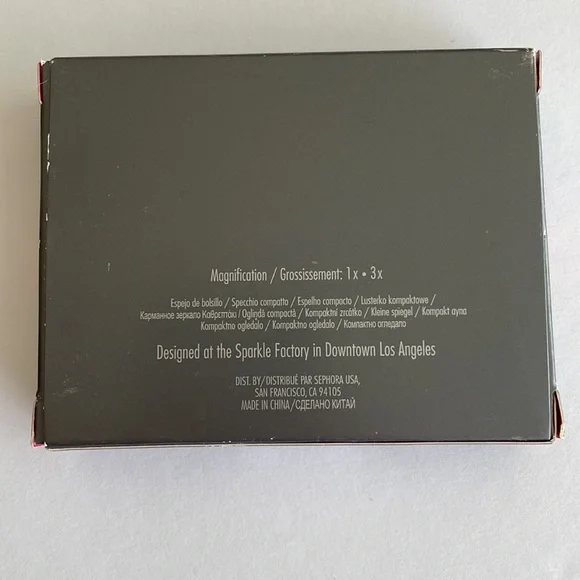 Magnification / Grossissement: 1x • 3x
Espejo de bolsillo / Specchio compatto / Espelho compacto / Lusterko kompaktowe /
Карманное зеркало Καθρεπτάκι / Oglindă compactă / Kompaktní zrcátko / Kleine spiegel / Kompakt ayna
Kompaktno ogledalo / Kompaktno ogledalo / Компактно огледало
Designed at the Sparkle Factory in Downtown Los Angeles
DIST. BY/DISTRIBUÉ PAR SEPHORA USA,
SAN FRANCISCO, CA 94105
MADE IN CHINA/СДЕЛАНО КИТАЙ